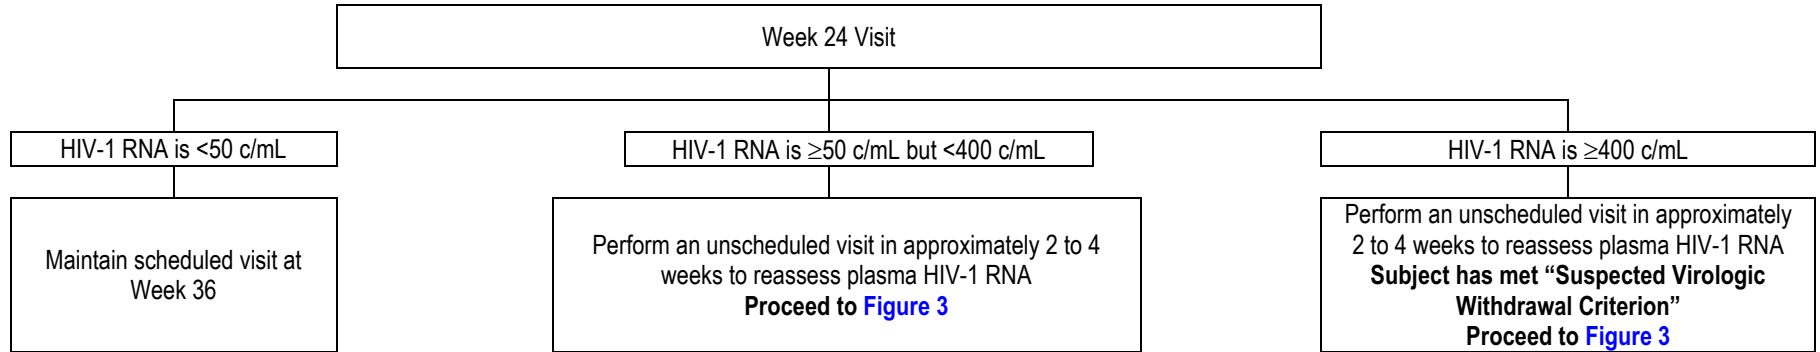 Week 24 Visit
HIV-1 RNA is <50 c/mL
HIV-1 RNA is ≥50 c/mL but <400 c/mL
HIV-1 RNA is ≥400 c/mL
Maintain scheduled visit at
Week 36
Perform an unscheduled visit in approximately 2 to 4
weeks to reassess plasma HIV-1 RNA
Proceed to Figure 3
Perform an unscheduled visit in approximately
2 to 4 weeks to reassess plasma HIV-1 RNA
Subject has met “Suspected Virologic
Withdrawal Criterion”
Proceed to Figure 3